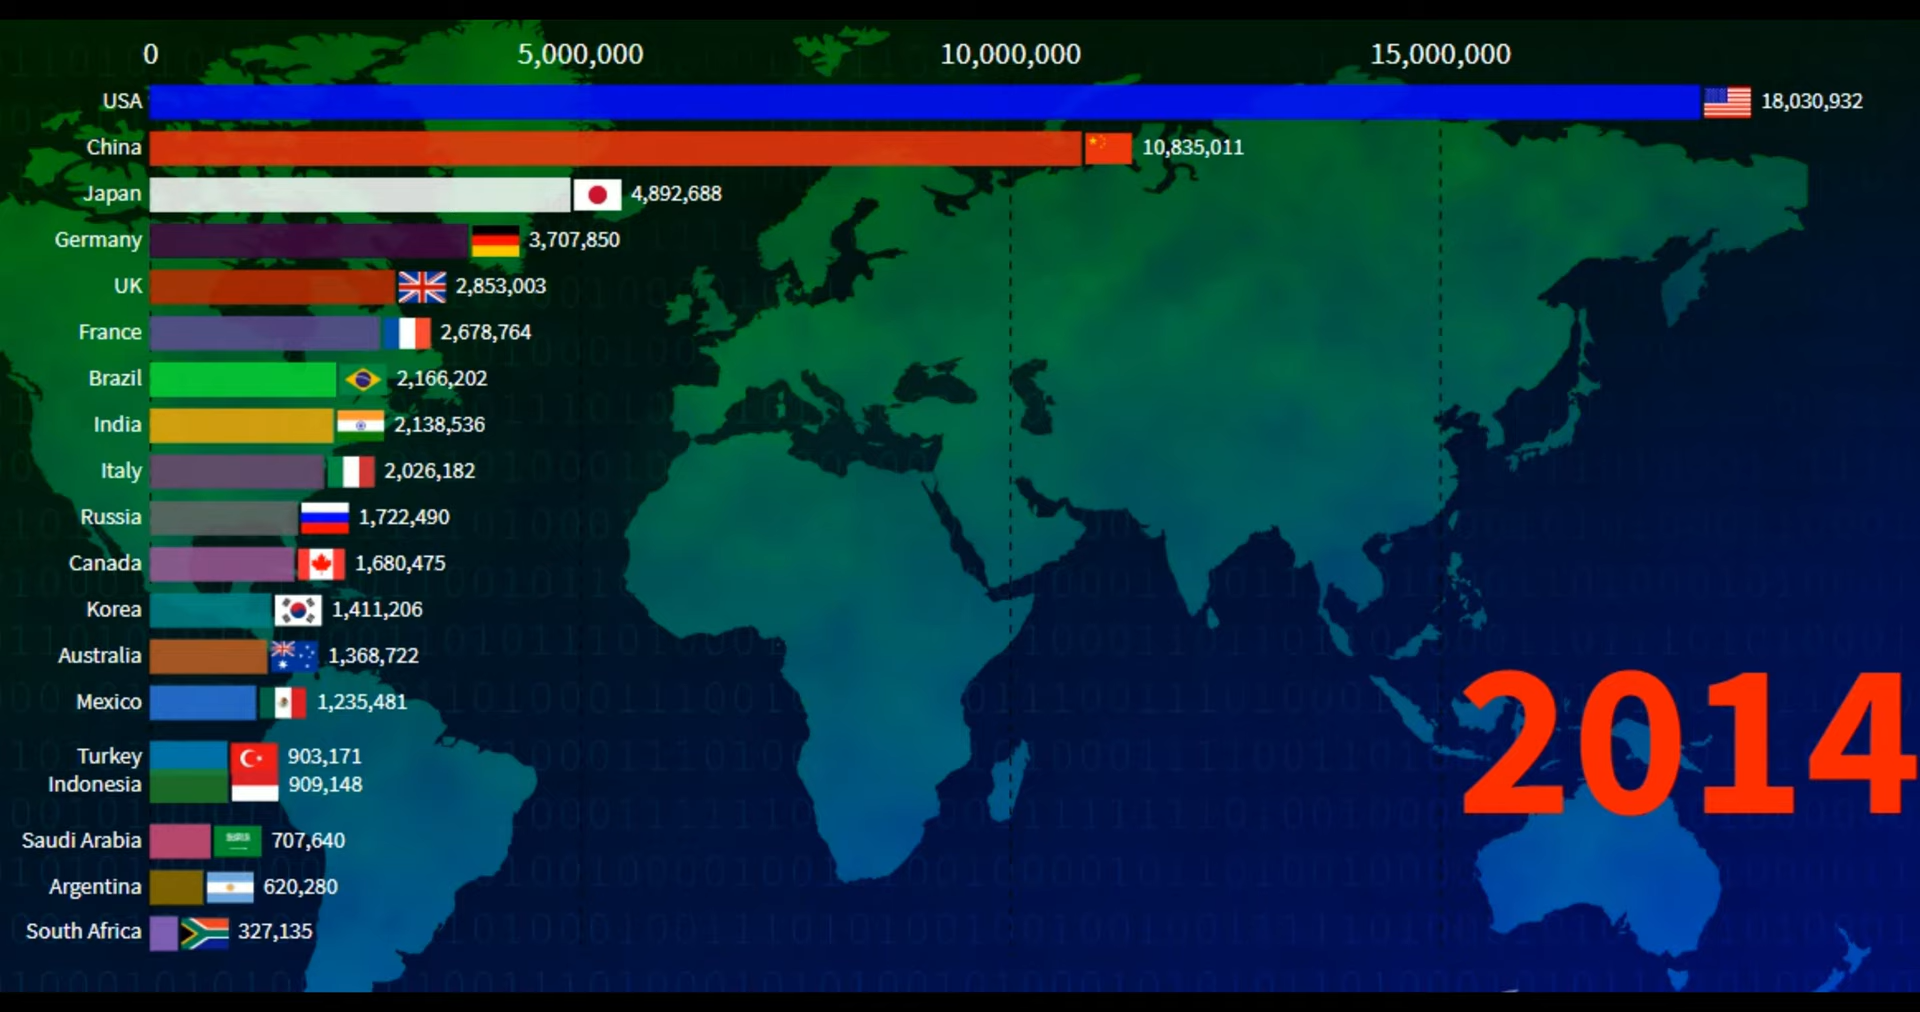 0 5,000,000 10,000,000 15,000,000
USA 18,030,932
China 10,835,011
Japan 4,892,688
Germany 3,707,850
UK 2,853,003
France 2,678,764
Brazil 2,166,202
India 2,138,536
Italy 2,026,182
Russia 1,722,490
Canada 1,680,475
Korea 1,411,206
Australia 1,368,722
Mexico 1,235,481
Turkey 903,171
Indonesia 909,148
2014
Saudi Arabia 707,640
Argentina 620,280
South Africa 327,135